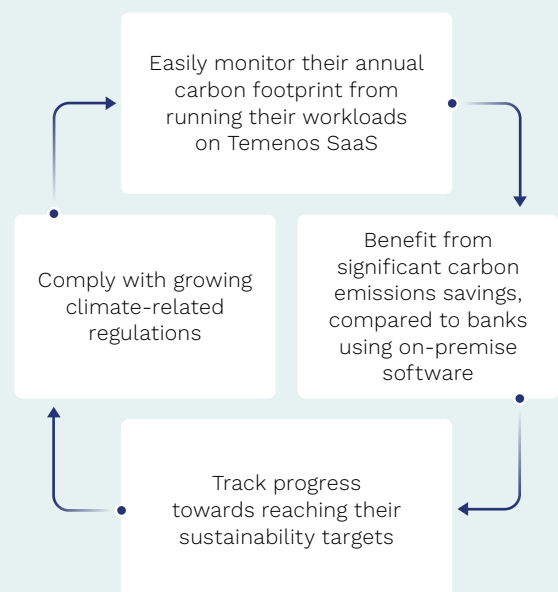 Easily monitor their annual
carbon footprint from
running their workloads
on Temenos SaaS
Benefit from
significant carbon
emissions savings,
compared to banks
using on-premise
software
Track progress
towards reaching their
sustainability targets
Comply with growing
climate-related
regulations